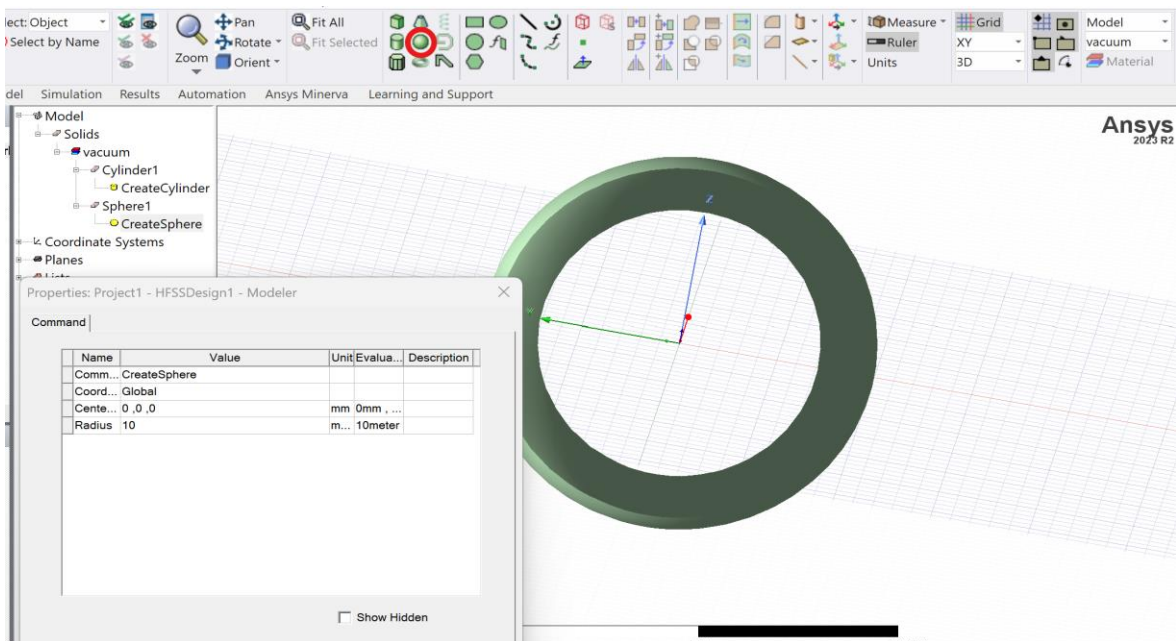 lect: Object
Pan
Fit All
Measure
Grid
Model
Select by Name
Rotate
Fit Selected
Ruler
XY
vacuum
Zoom
Orient
Units
3D
Material
del Simulation Results Automation Ansys Minerva Learning and Support
Model
Solids
vacuum
Cylinder1
CreateCylinder
Sphere1
CreateSphere
Coordinate Systems
Planes
Lists
Ansys
2023 R2
Z
Properties: Project1 - HFSSDesign1 - Modeler
Command
Name Value Unit Evalua... Description
Comm... CreateSphere
Coord... Global
Cente... 0 ,0 ,0 mm 0mm , ...
Radius 10 m... 10meter
Show Hidden